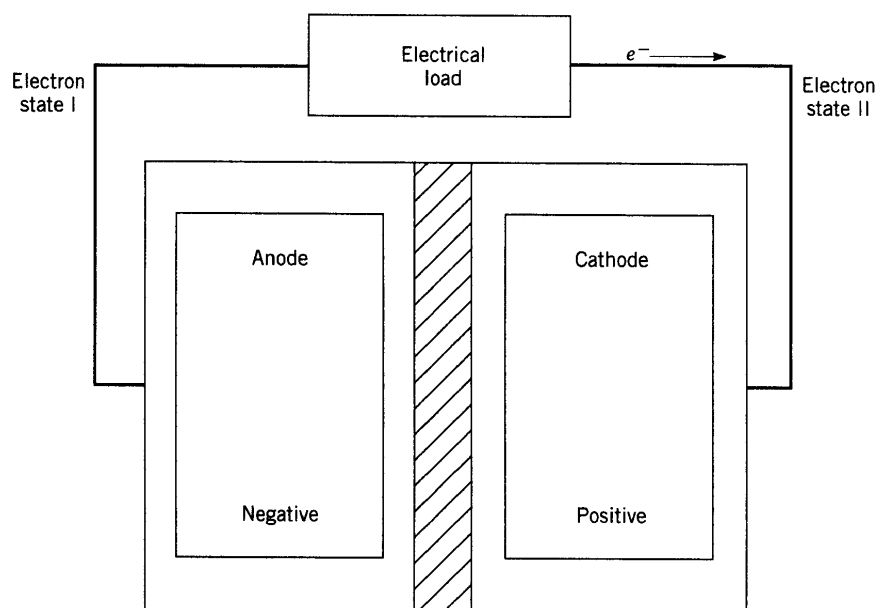 Electrical
load
e⁻
Electron
state I
Electron
state II
Anode
Cathode
Negative
Positive